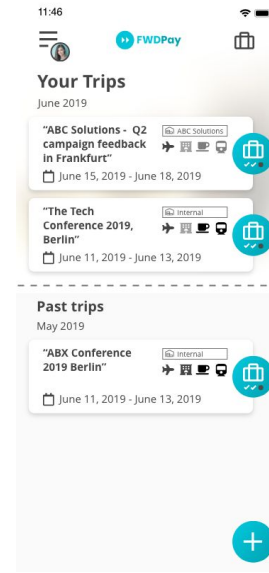 11:46
FWDPay
Your Trips
June 2019
“ABC Solutions - Q2
campaign feedback
in Frankfurt”
ABC Solutions
June 15, 2019 - June 18, 2019
“The Tech
Conference 2019,
Berlin”
Internal
June 11, 2019 - June 13, 2019
Past trips
May 2019
“ABX Conference
2019 Berlin”
Internal
June 11, 2019 - June 13, 2019